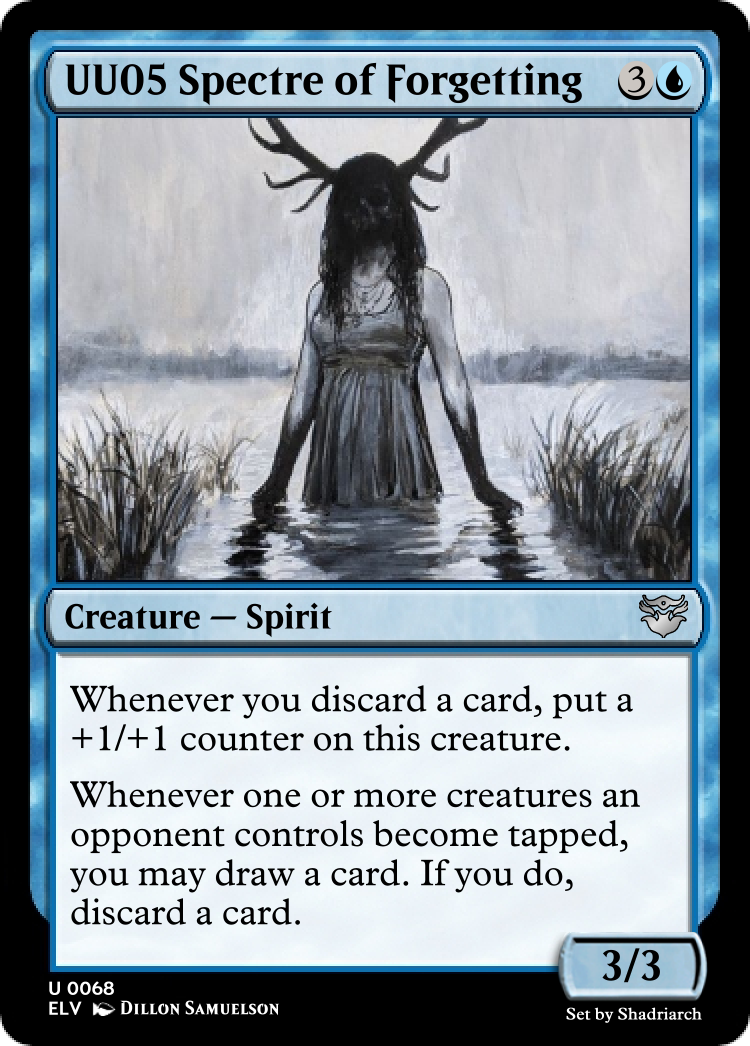 UU05 Spectre of Forgetting 3
Creature — Spirit
Whenever you discard a card, put a
+1/+1 counter on this creature.
Whenever one or more creatures an
opponent controls become tapped,
you may draw a card. If you do,
discard a card.
3/3
U 0068
ELV DILLON SAMUELSON
Set by Shadriarch